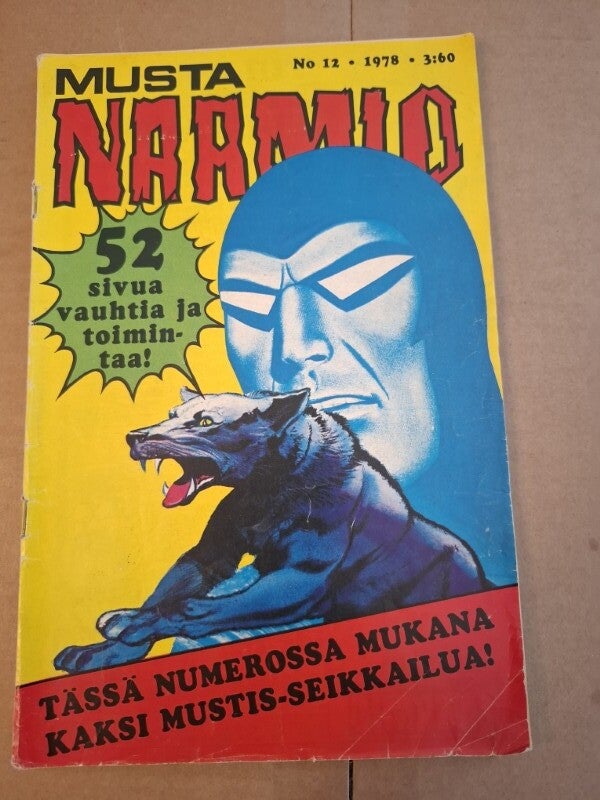 MUSTA
No 12 • 1978 • 3:60
NAAMIO
52
sivua
vauhtia ja
toimin-
taa!
TÄSSÄ NUMEROSSA MUKANA
KAKSI MUSTIS-SEIKKAILUA!